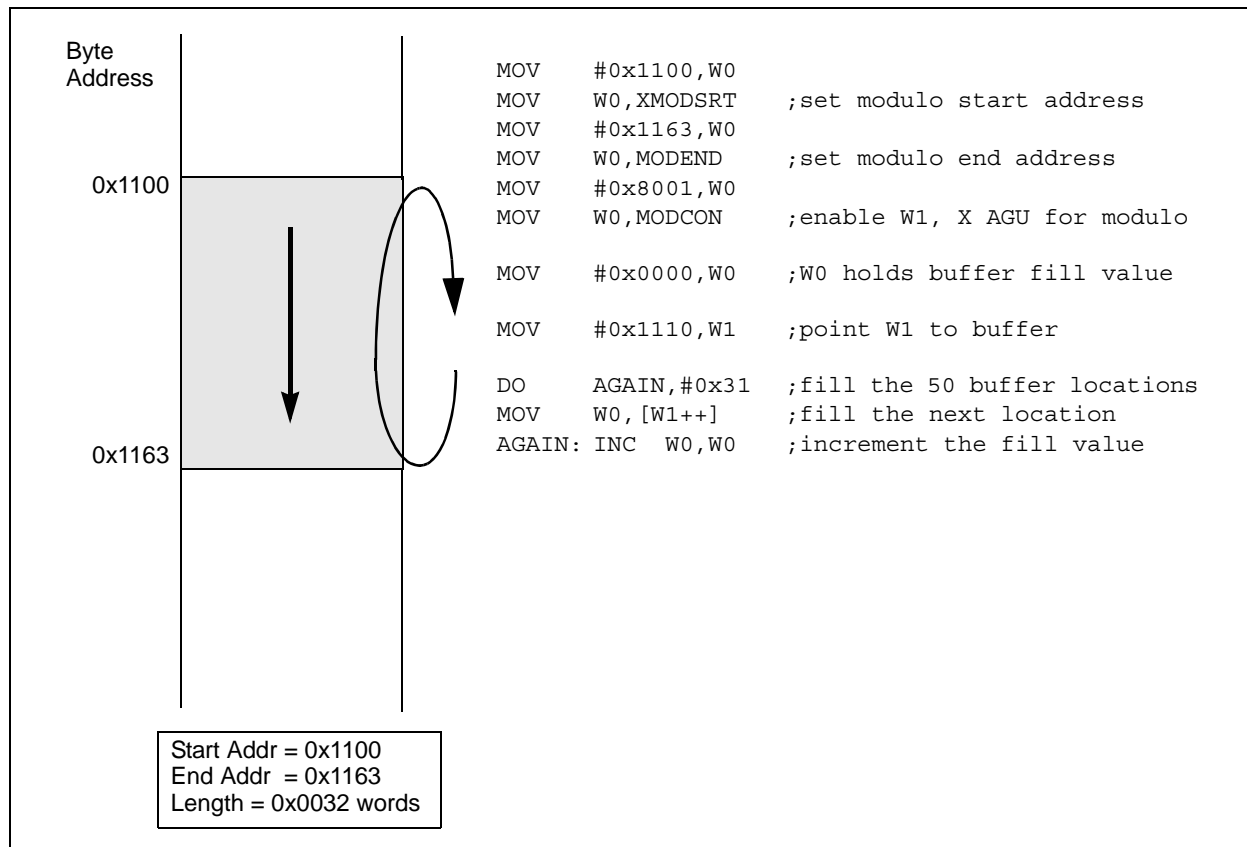 Byte
Address
0x1100
0x1163
MOV #0x1100,W0
MOV W0,XMODSRT ;set modulo start address
MOV #0x1163,W0
MOV W0,MODEND ;set modulo end address
MOV #0x8001,W0
MOV W0,MODCON ;enable W1, X AGU for modulo
MOV #0x0000,W0 ;W0 holds buffer fill value
MOV #0x1110,W1 ;point W1 to buffer
DO AGAIN,#0x31 ;fill the 50 buffer locations
MOV W0,[W1++] ;fill the next location
AGAIN: INC W0,W0 ;increment the fill value
Start Addr = 0x1100
End Addr = 0x1163
Length = 0x0032 words